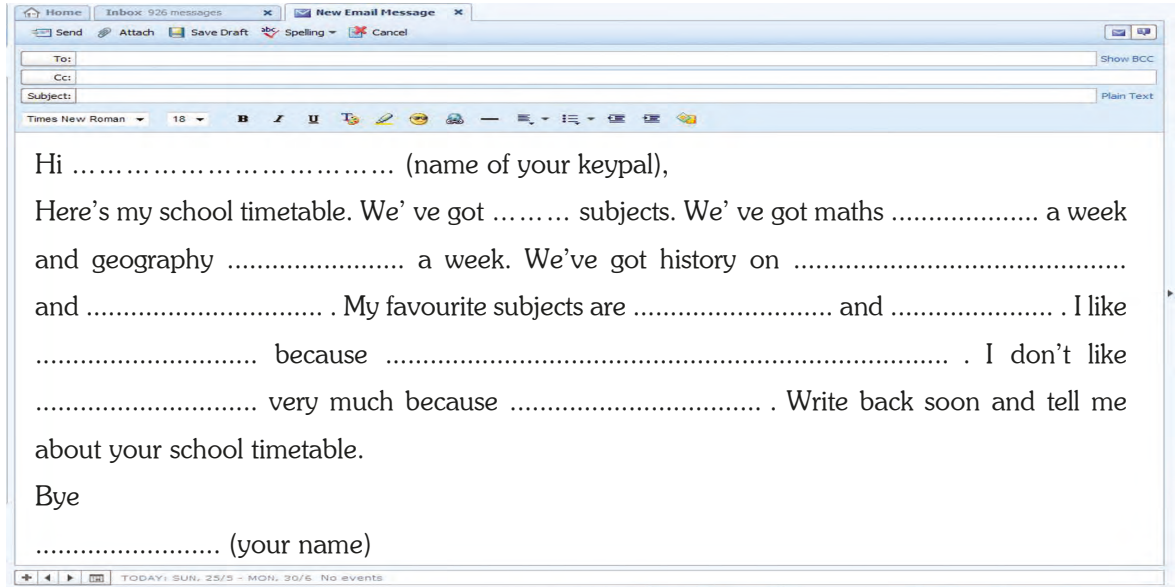 Home Inbox 926 messages × New Email Message ×
Send Attach Save Draft abc Spelling Cancel
To: Show BCC
Cc:
Subject: Plain Text
Times New Roman 18 B I U T
Hi ................................. (name of your keypal),
Here's my school timetable. We' ve got ……… subjects. We' ve got maths .................... a week
and geography ........................ a week. We've got history on .............................................
and ................................ . My favourite subjects are ........................... and ...................... . I like
.............................. because ............................................................................ . I don't like
.............................. very much because .................................. . Write back soon and tell me
about your school timetable.
Bye
......................... (your name)
TODAY: SUN, 25/5 - MON, 30/6 No events